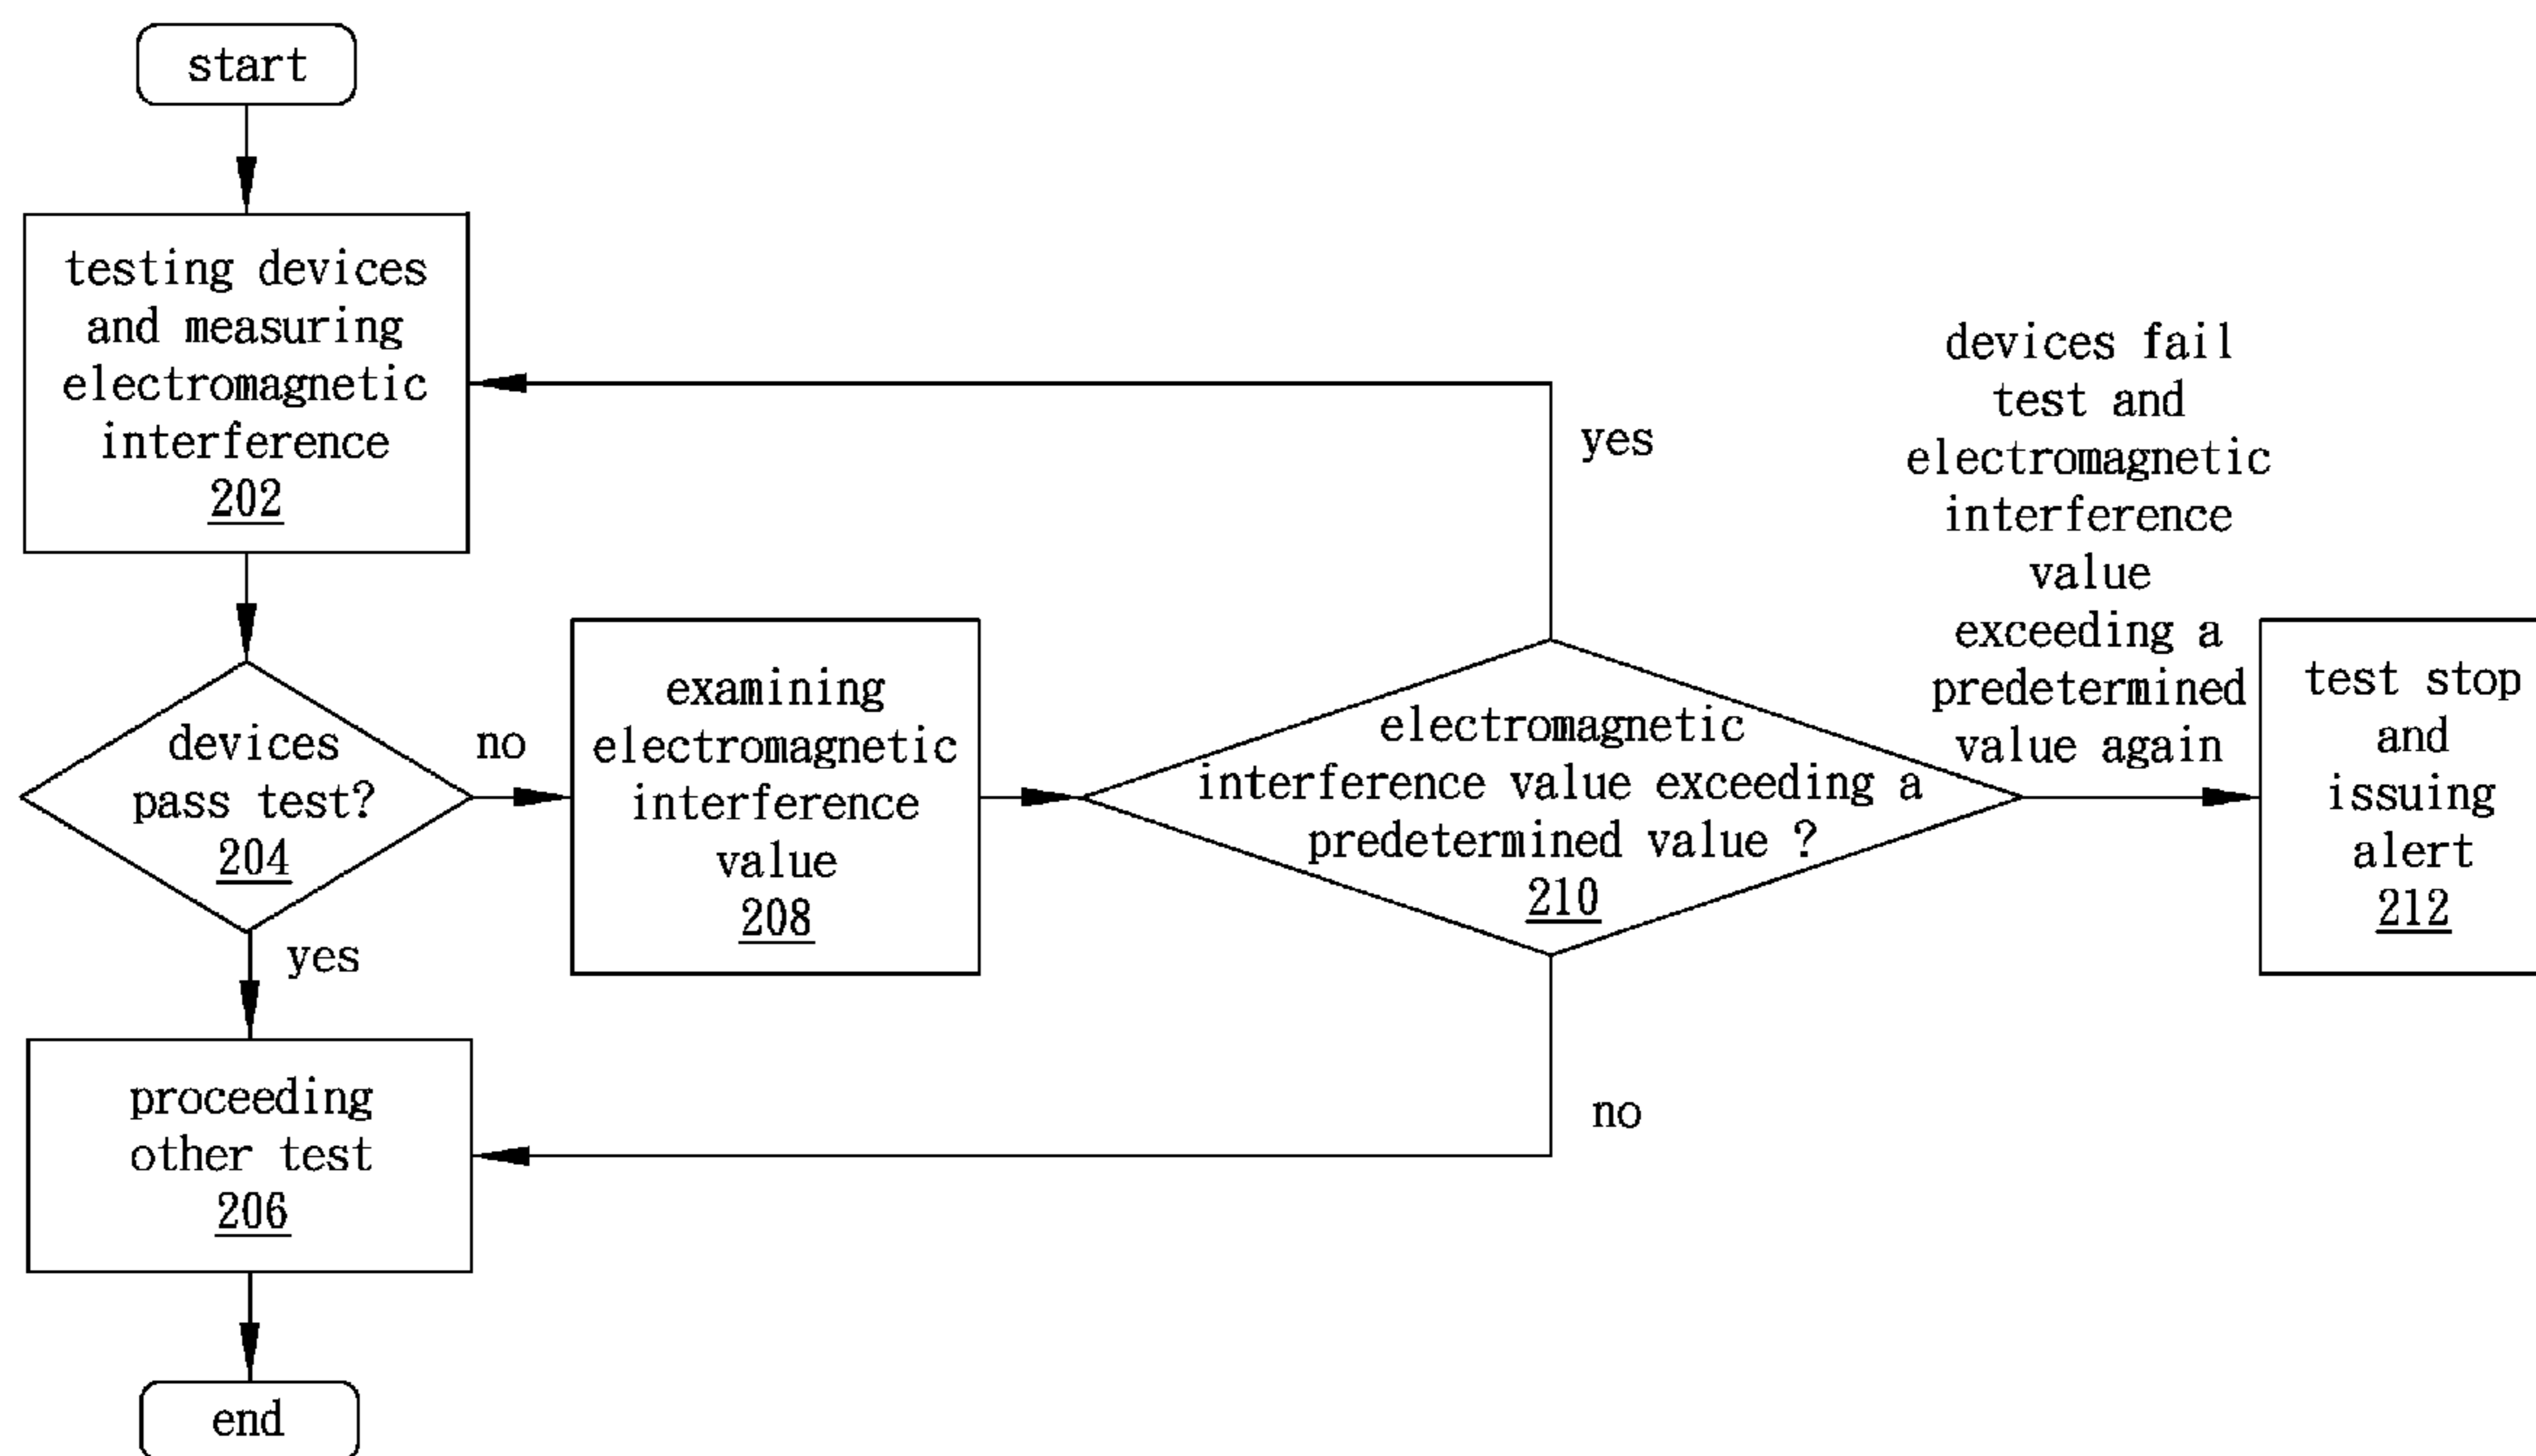 start
testing devices
and measuring
electromagnetic
interference
202
devices
pass test?
204
no
yes
examining
electromagnetic
interference
value
208
electromagnetic
interference value exceeding a
predetermined value ?
210
yes
no
devices fail
test and
electromagnetic
interference
value
exceeding a
predetermined
value again
test stop
and
issuing
alert
212
proceeding
other test
206
end